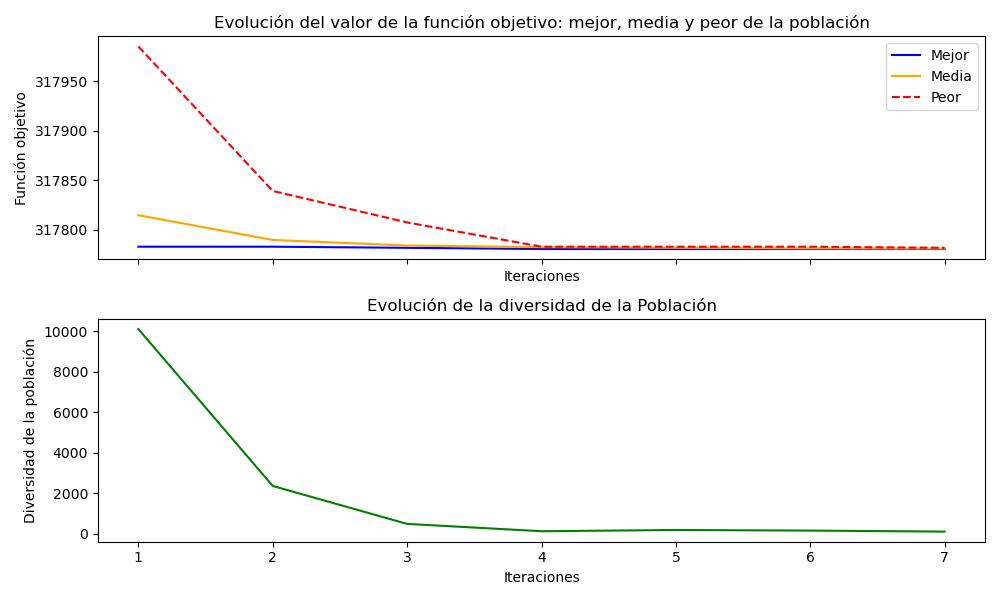 Evolución del valor de la función objetivo: mejor, media y peor de la población
Función objetivo
317950
317900
317850
317800
Mejor
Media
Peor
Iteraciones
Evolución de la diversidad de la Población
Diversidad de la población
10000
8000
6000
4000
2000
0
1 2 3 4 5 6 7
Iteraciones